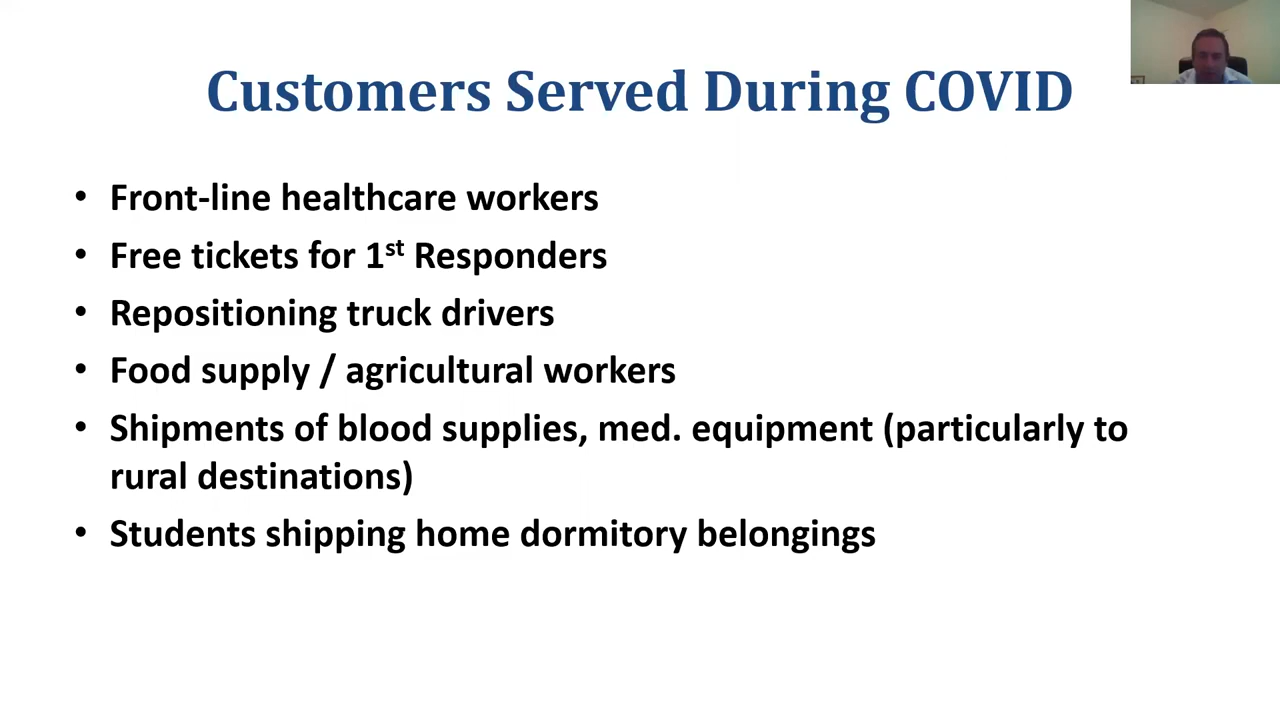 Customers Served During COVID
• Front-line healthcare workers
• Free tickets for 1st Responders
• Repositioning truck drivers
• Food supply / agricultural workers
• Shipments of blood supplies, med. equipment (particularly to
rural destinations)
• Students shipping home dormitory belongings